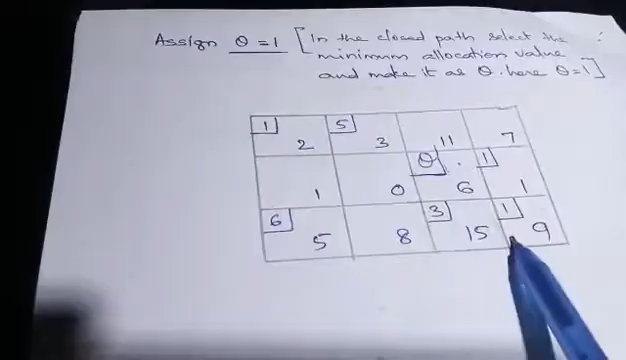 Assign θ = 1 [In the closed path select the
minimum allocation value
and make it as θ. here θ = 1]
1 2 5 3 11 7
1 0 θ 6 1 1
6 5 8 3 15 1 9